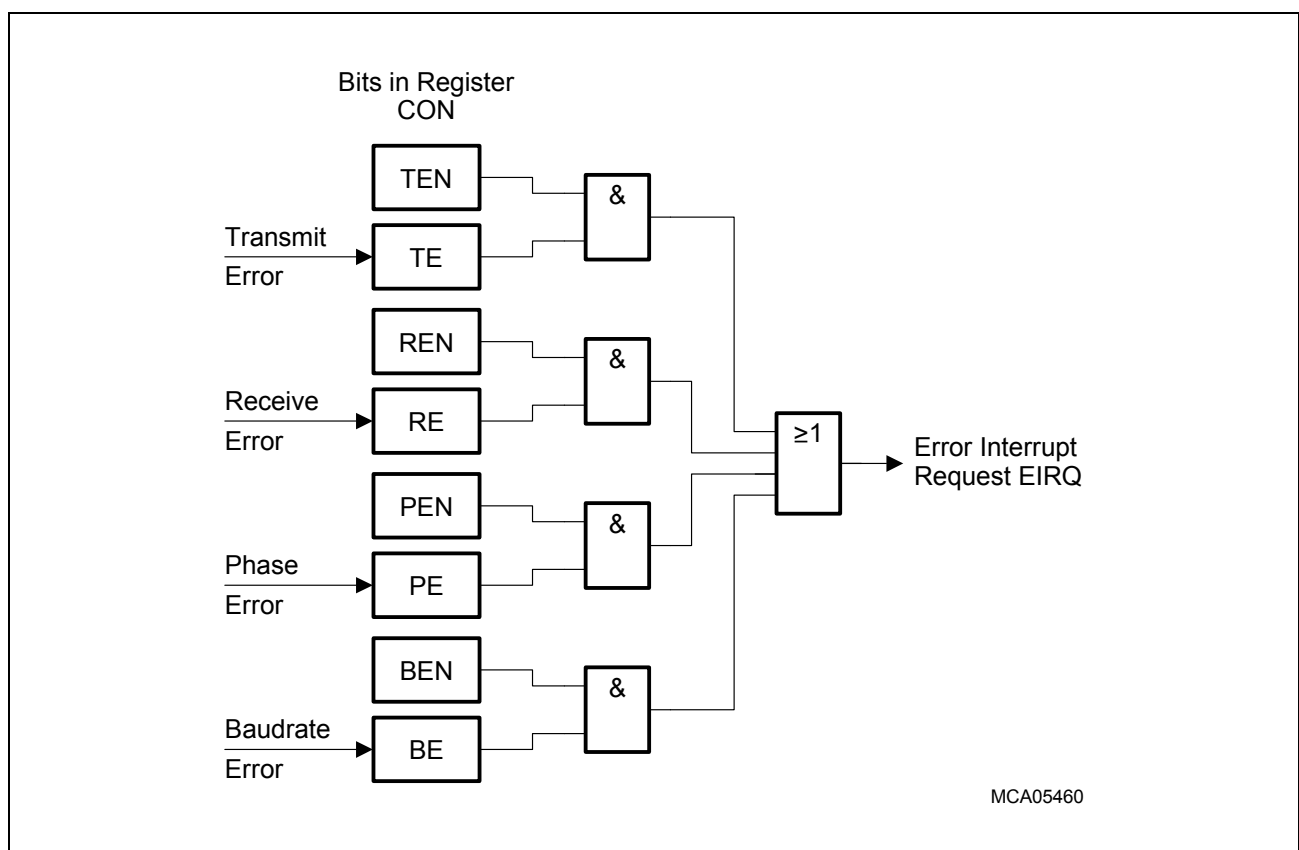 Bits in Register
CON
TEN
&
Transmit
Error
TE
REN
&
Receive
Error
RE
≥1
Error Interrupt
Request EIRQ
PEN
&
Phase
Error
PE
BEN
&
Baudrate
Error
BE
MCA05460